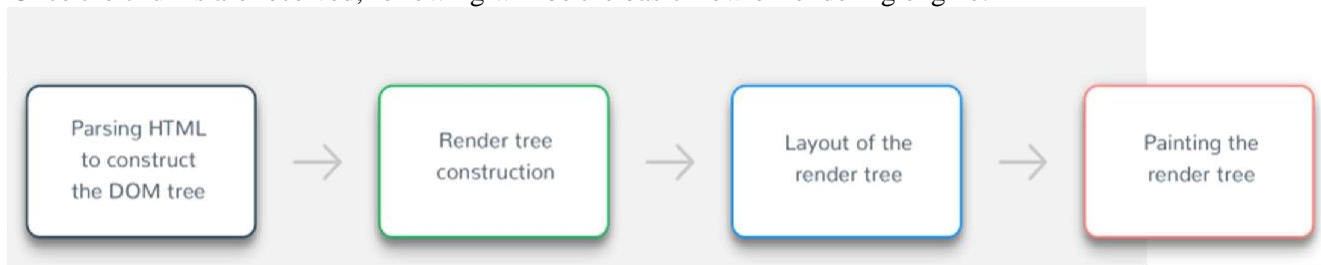 Parsing HTML
to construct
the DOM tree
Render tree
construction
Layout of the
render tree
Painting the
render tree